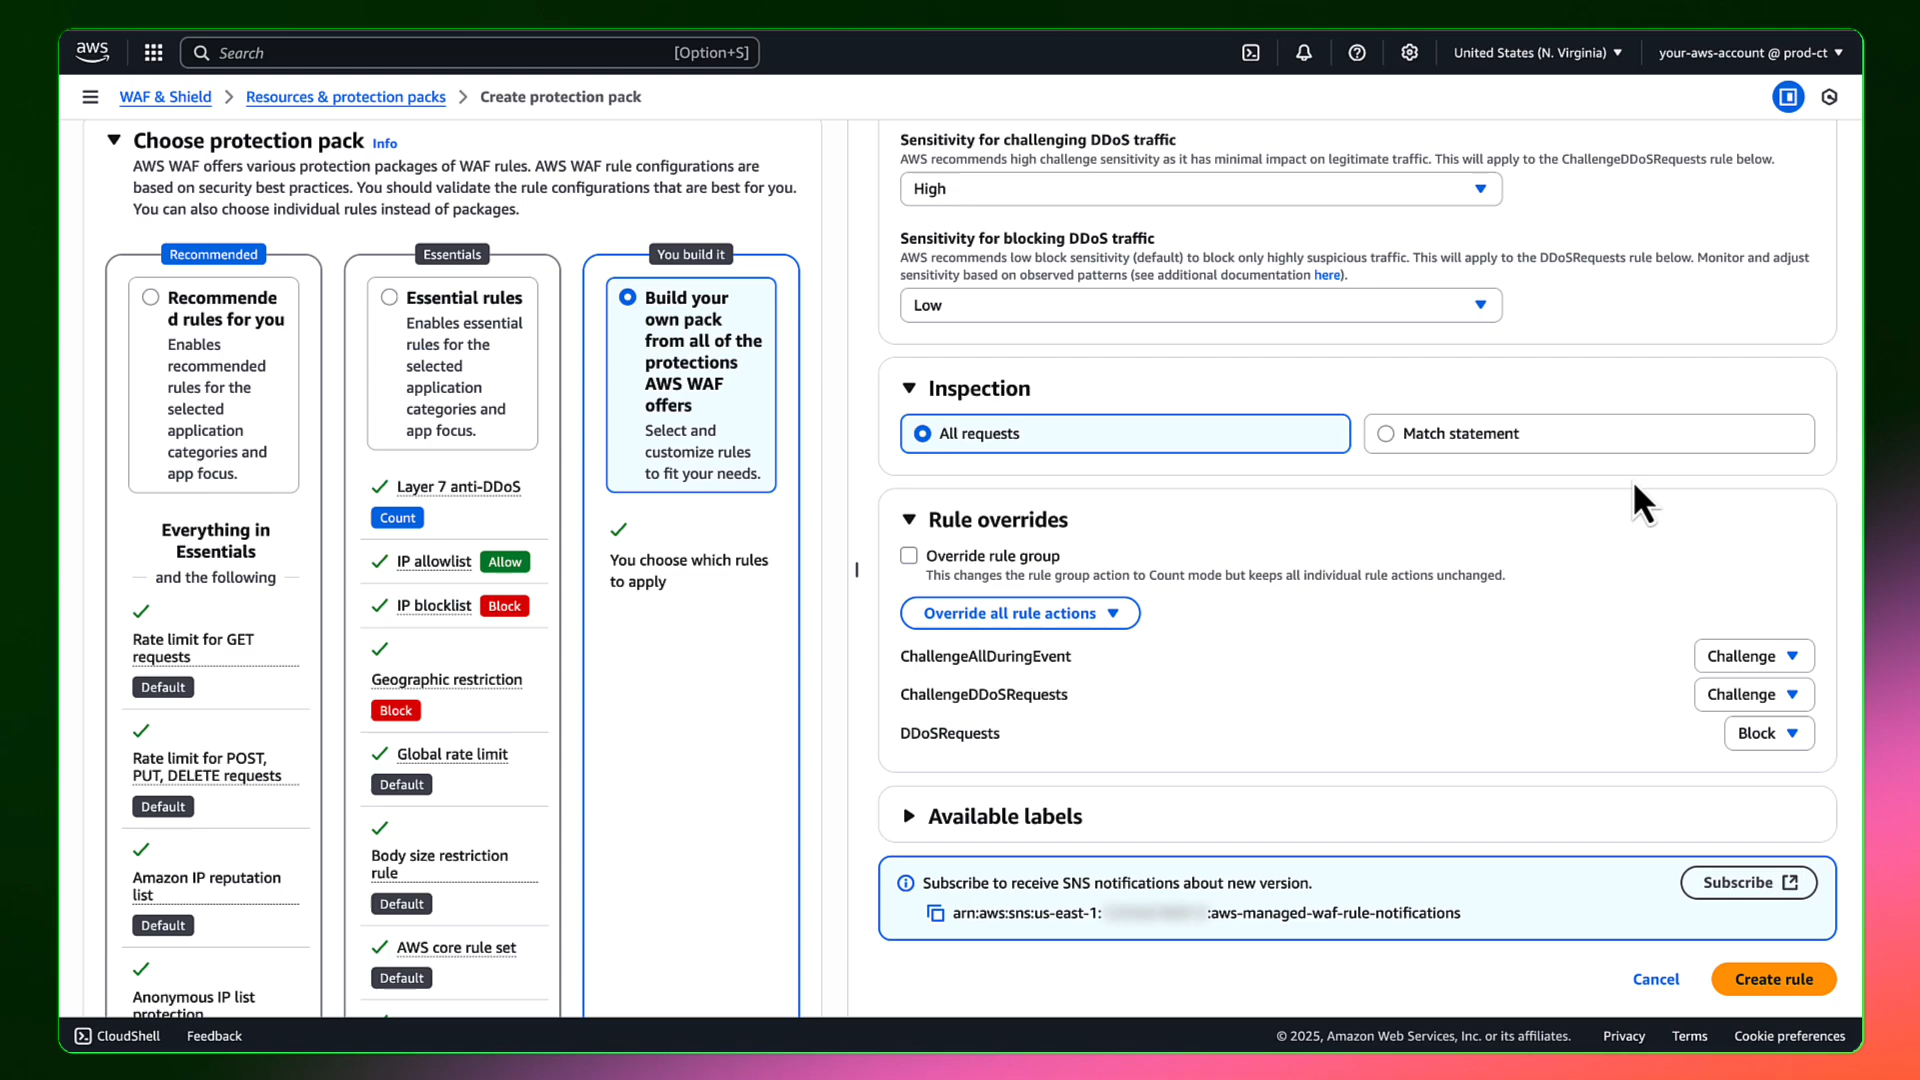 aws
Search
[Option+S]
United States (N. Virginia)
your-aws-account @ prod-ct
WAF & Shield
Resources & protection packs
Create protection pack
Choose protection pack Info
AWS WAF offers various protection packages of WAF rules. AWS WAF rule configurations are
based on security best practices. You should validate the rule configurations that are best for you.
You can also choose individual rules instead of packages.
Recommended
Recommende
d rules for you
Enables
recommended
rules for the
selected
application
categories and
app focus.
Everything in
Essentials
and the following
Rate limit for GET
requests
Default
Rate limit for POST,
PUT, DELETE requests
Default
Amazon IP reputation
list
Default
Anonymous IP list
protection
Essentials
Essential rules
Enables essential
rules for the
selected
application
categories and
app focus.
Layer 7 anti-DDoS
Count
IP allowlist Allow
IP blocklist Block
Geographic restriction
Block
Global rate limit
Default
Body size restriction
rule
Default
AWS core rule set
Default
You build it
Build your
own pack
from all of the
protections
AWS WAF
offers
Select and
customize rules
to fit your needs.
You choose which rules
to apply
Sensitivity for challenging DDoS traffic
AWS recommends high challenge sensitivity as it has minimal impact on legitimate traffic. This will apply to the ChallengeDDoSRequests rule below.
High
Sensitivity for blocking DDoS traffic
AWS recommends low block sensitivity (default) to block only highly suspicious traffic. This will apply to the DDoSRequests rule below. Monitor and adjust
sensitivity based on observed patterns (see additional documentation here).
Low
Inspection
All requests
Match statement
Rule overrides
Override rule group
This changes the rule group action to Count mode but keeps all individual rule actions unchanged.
Override all rule actions
ChallengeAllDuringEvent
Challenge
ChallengeDDoSRequests
Challenge
DDoSRequests
Block
Available labels
Subscribe to receive SNS notifications about new version.
Subscribe
arn:aws:sns:us-east-1: :aws-managed-waf-rule-notifications
Cancel
Create rule
CloudShell
Feedback
© 2025, Amazon Web Services, Inc. or its affiliates.
Privacy
Terms
Cookie preferences